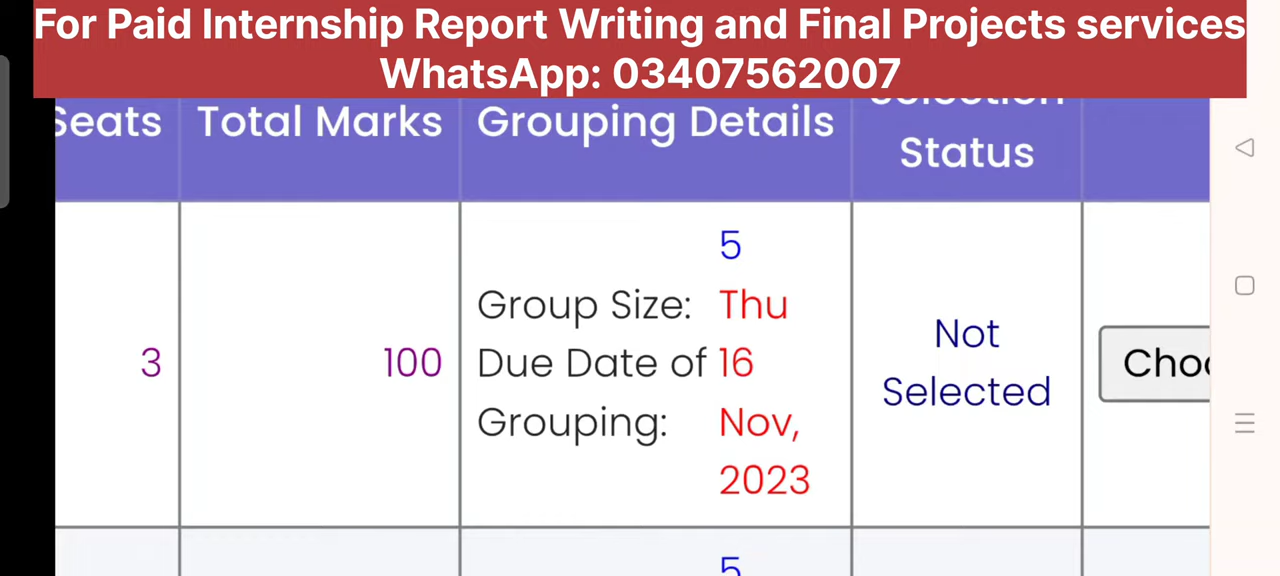 For Paid Internship Report Writing and Final Projects services
WhatsApp: 03407562007
Seats
Total Marks
Grouping Details
Selection
Status
3
100
Group Size:
5
Due Date of
Grouping:
Thu
16
Nov,
2023
Not
Selected
5